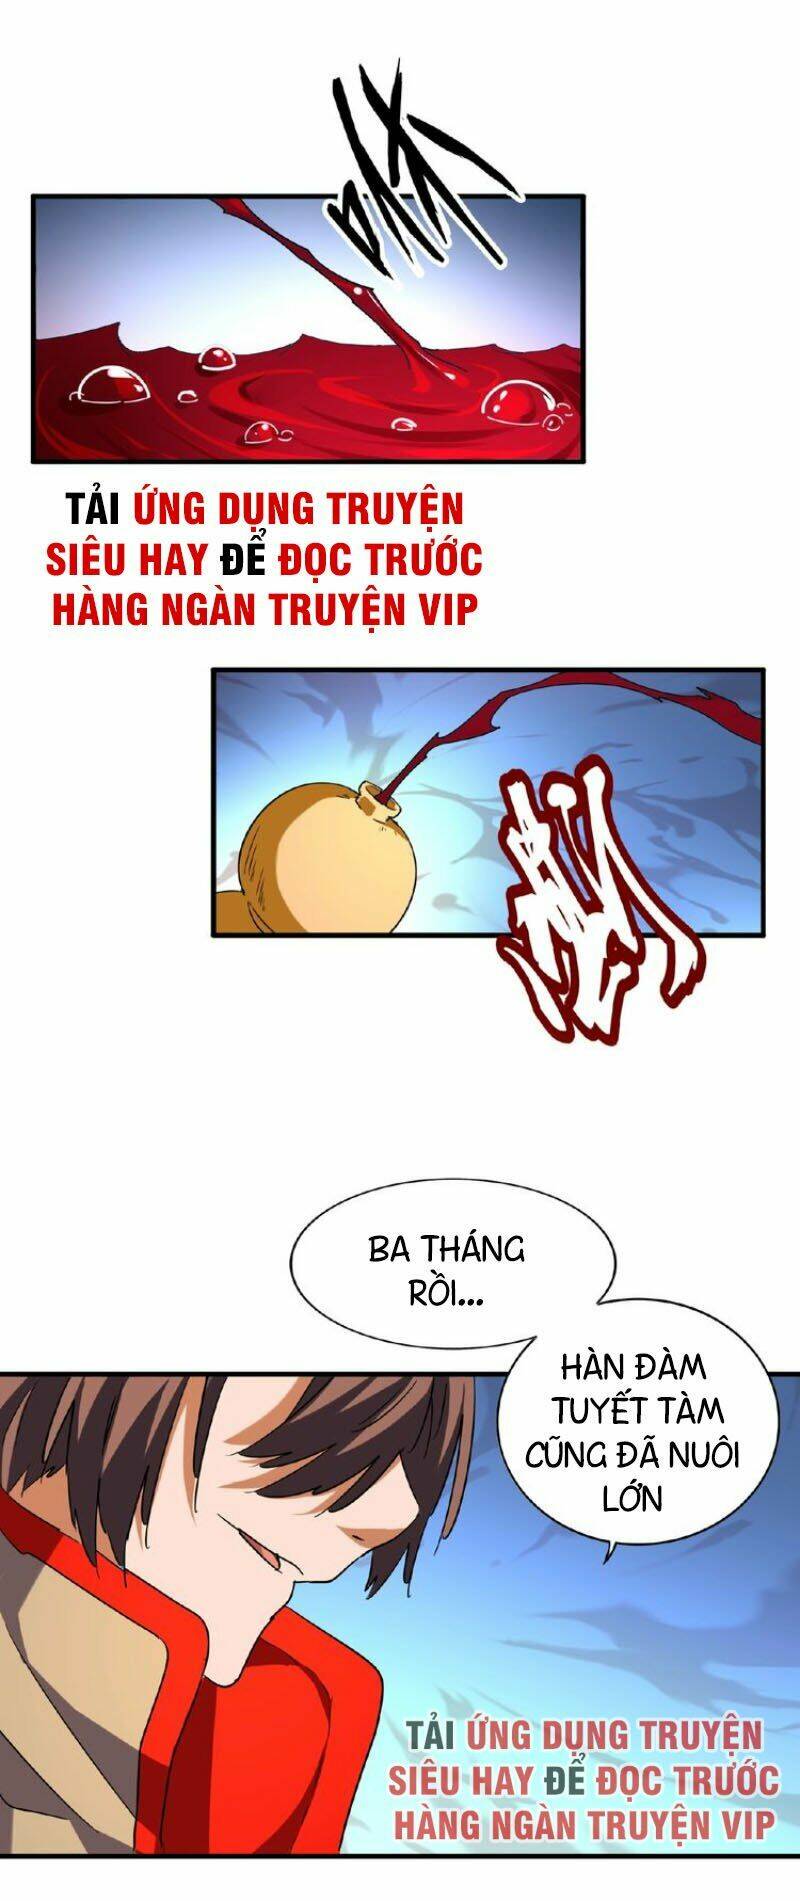 TẢI ỨNG DỤNG TRUYỆN
SIÊU HAY ĐỂ ĐỌC TRƯỚC
HÀNG NGÀN TRUYỆN VIP
BA THÁNG
RỒI...
HÀN ĐÀM
TUYẾT TÀM
CŨNG ĐÃ NUÔI
LỚN
TẢI ỨNG DỤNG TRUYỆN
SIÊU HAY ĐỂ ĐỌC TRƯỚC
HÀNG NGÀN TRUYỆN VIP